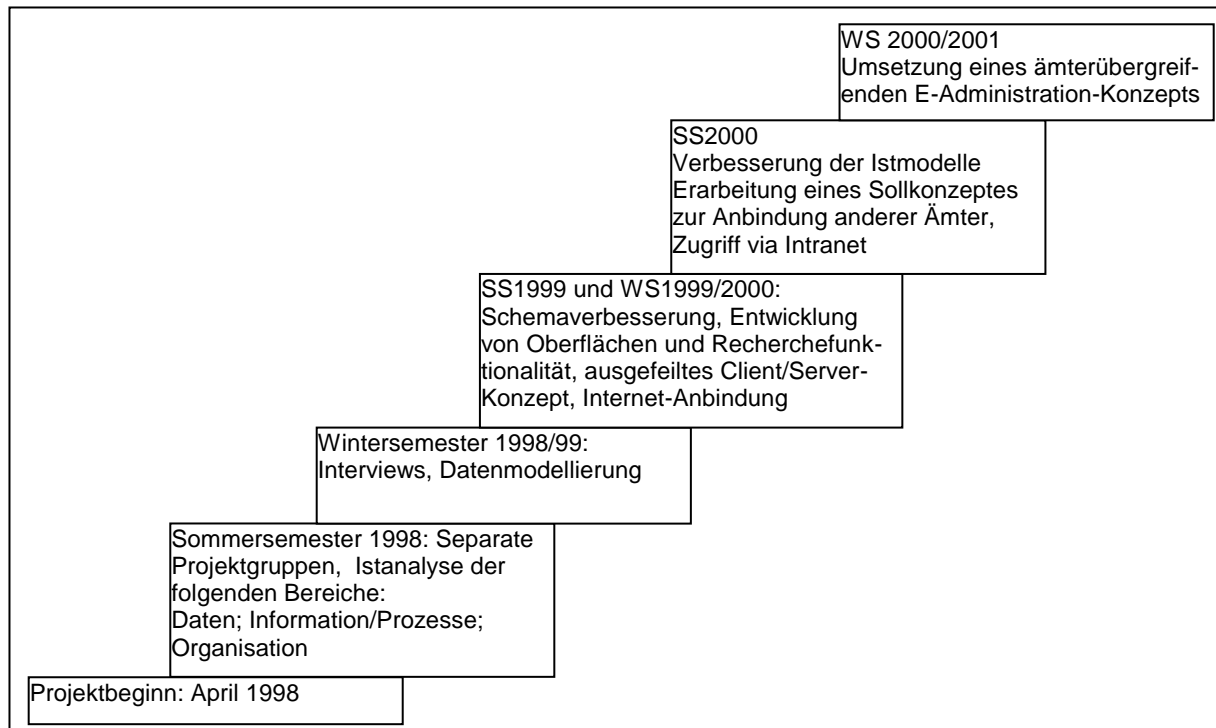 WS 2000/2001
Umsetzung eines ämterübergreif-
enden E-Administration-Konzepts
SS2000
Verbesserung der Istmodelle
Erarbeitung eines Sollkonzeptes
zur Anbindung anderer Ämter,
Zugriff via Intranet
SS1999 und WS1999/2000:
Schemaverbesserung, Entwicklung
von Oberflächen und Recherchefunk-
tionalität, ausgefeiltes Client/Server-
Konzept, Internet-Anbindung
Wintersemester 1998/99:
Interviews, Datenmodellierung
Sommersemester 1998: Separate
Projektgruppen,  Istanalyse der
folgenden Bereiche:
Daten; Information/Prozesse;
Organisation
Projektbeginn: April 1998